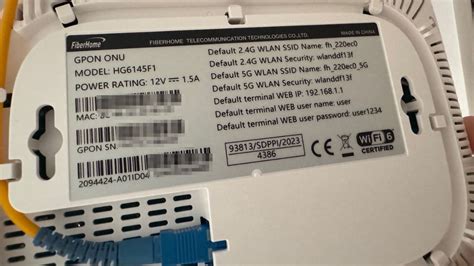 FiberHome
FIBERHOME TELECOMMUNICATION TECHNOLOGIES CO.,LTD.
MADE IN CHINA
GPON ONU
MODEL: HG6145F1
POWER RATING: 12V ⎓ 1.5A
MAC:
GPON SN
2094424-A01ID04
Default 2.4G WLAN SSID Name: fh_220ec0
Default 2.4G WLAN Security: wlanddf13f
Default 5G WLAN SSID Name: fh_220ec0_5G
Default 5G WLAN Security: wlanddf13f
Default terminal WEB IP: 192.168.1.1
Default terminal WEB user name: user
Default terminal WEB user password: user1234
93813/SDPPI/2023
4386
CE
Wi Fi 6
CERTIFIED